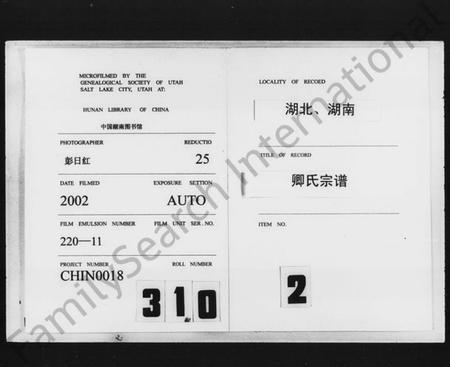 MICROFILMED BY THE
GENEALOGICAL SOCIETY OF UTAH
SALT LAKE CITY, UTAH AT:
HUNAN LIBRARY OF CHINA
中国湖南图书馆
PHOTOGRAPHER REDUCTIO
彭日红 25
DATE FILMED EXPOSURE SETTION
2002 AUTO
FILM EMULSION NUMBER FILM UNIT SER. NO.
220—11
PROJECT NUMBER ROLL NUMBER
CHIN0018
310
LOCALITY OF RECORD
湖北、湖南
TITLE OF RECORD
卿氏宗谱
ITEM NO.
2
FamilySearch International